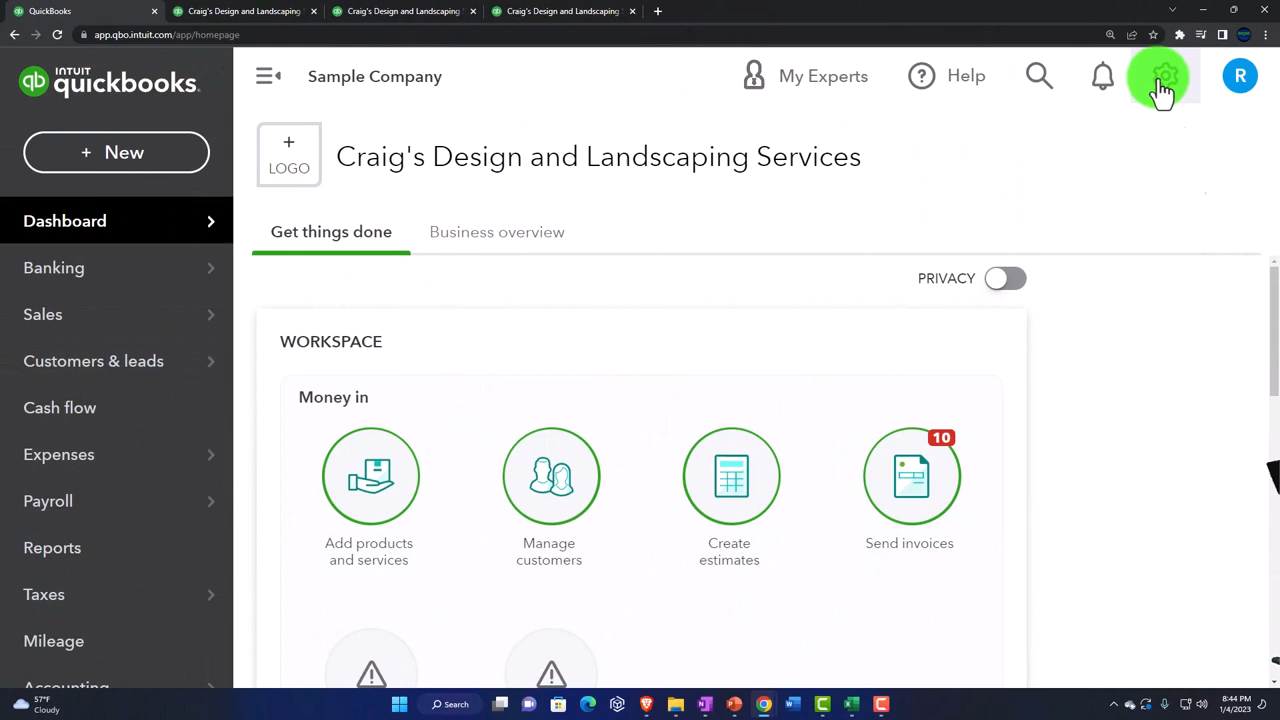 QuickBooks
Craig's Design and Landscaping S
Craig's Design and Landscaping S
Craig's Design and Landscaping S
app.qbo.intuit.com/app/homepage
INTUIT
quickbooks.
Sample Company
My Experts
Help
R
+ New
+
LOGO
Craig's Design and Landscaping Services
Dashboard
Banking
Sales
Customers & leads
Cash flow
Expenses
Payroll
Reports
Taxes
Mileage
Accounting
Get things done
Business overview
PRIVACY
WORKSPACE
Money in
10
Add products
and services
Manage
customers
Create
estimates
Send invoices
57°F
Cloudy
Search
8:44 PM
1/4/2023